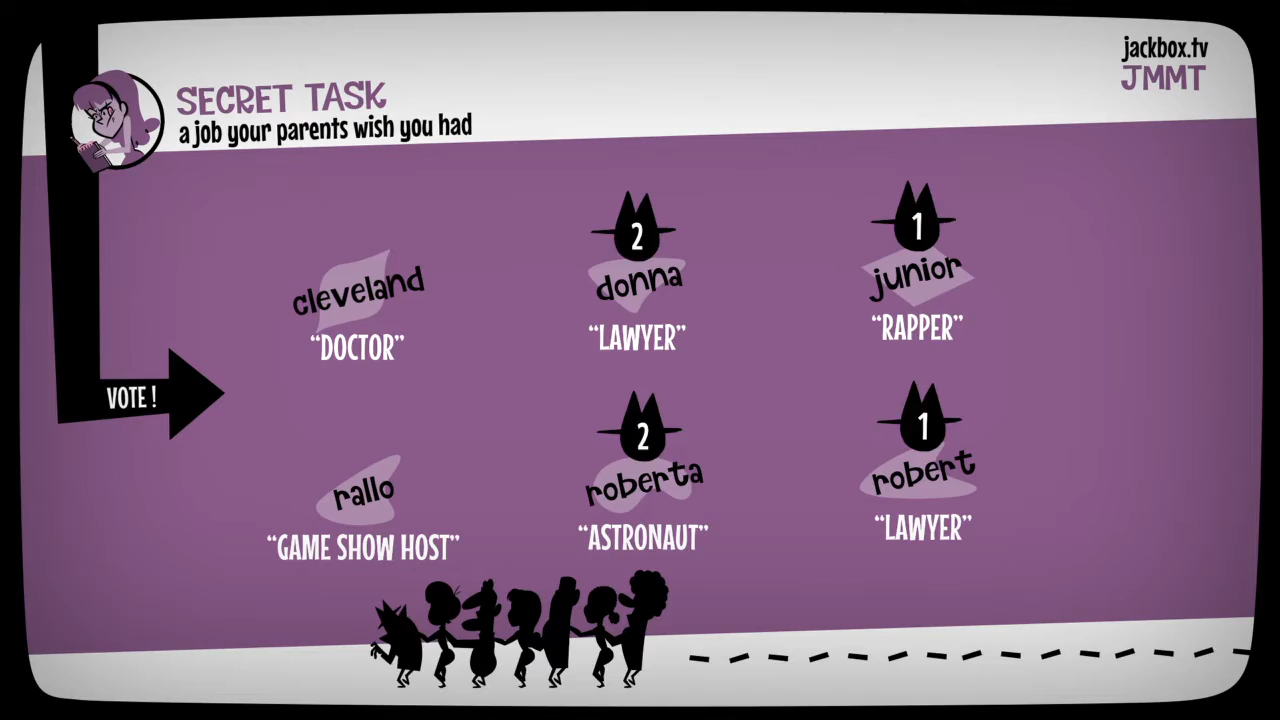 jackbox.tv
JMMT
SECRET TASK
a job your parents wish you had
2
1
cleveland
donna
junior
“DOCTOR”
“LAWYER”
“RAPPER”
VOTE!
2
1
rallo
roberta
robert
“GAME SHOW HOST”
“ASTRONAUT”
“LAWYER”